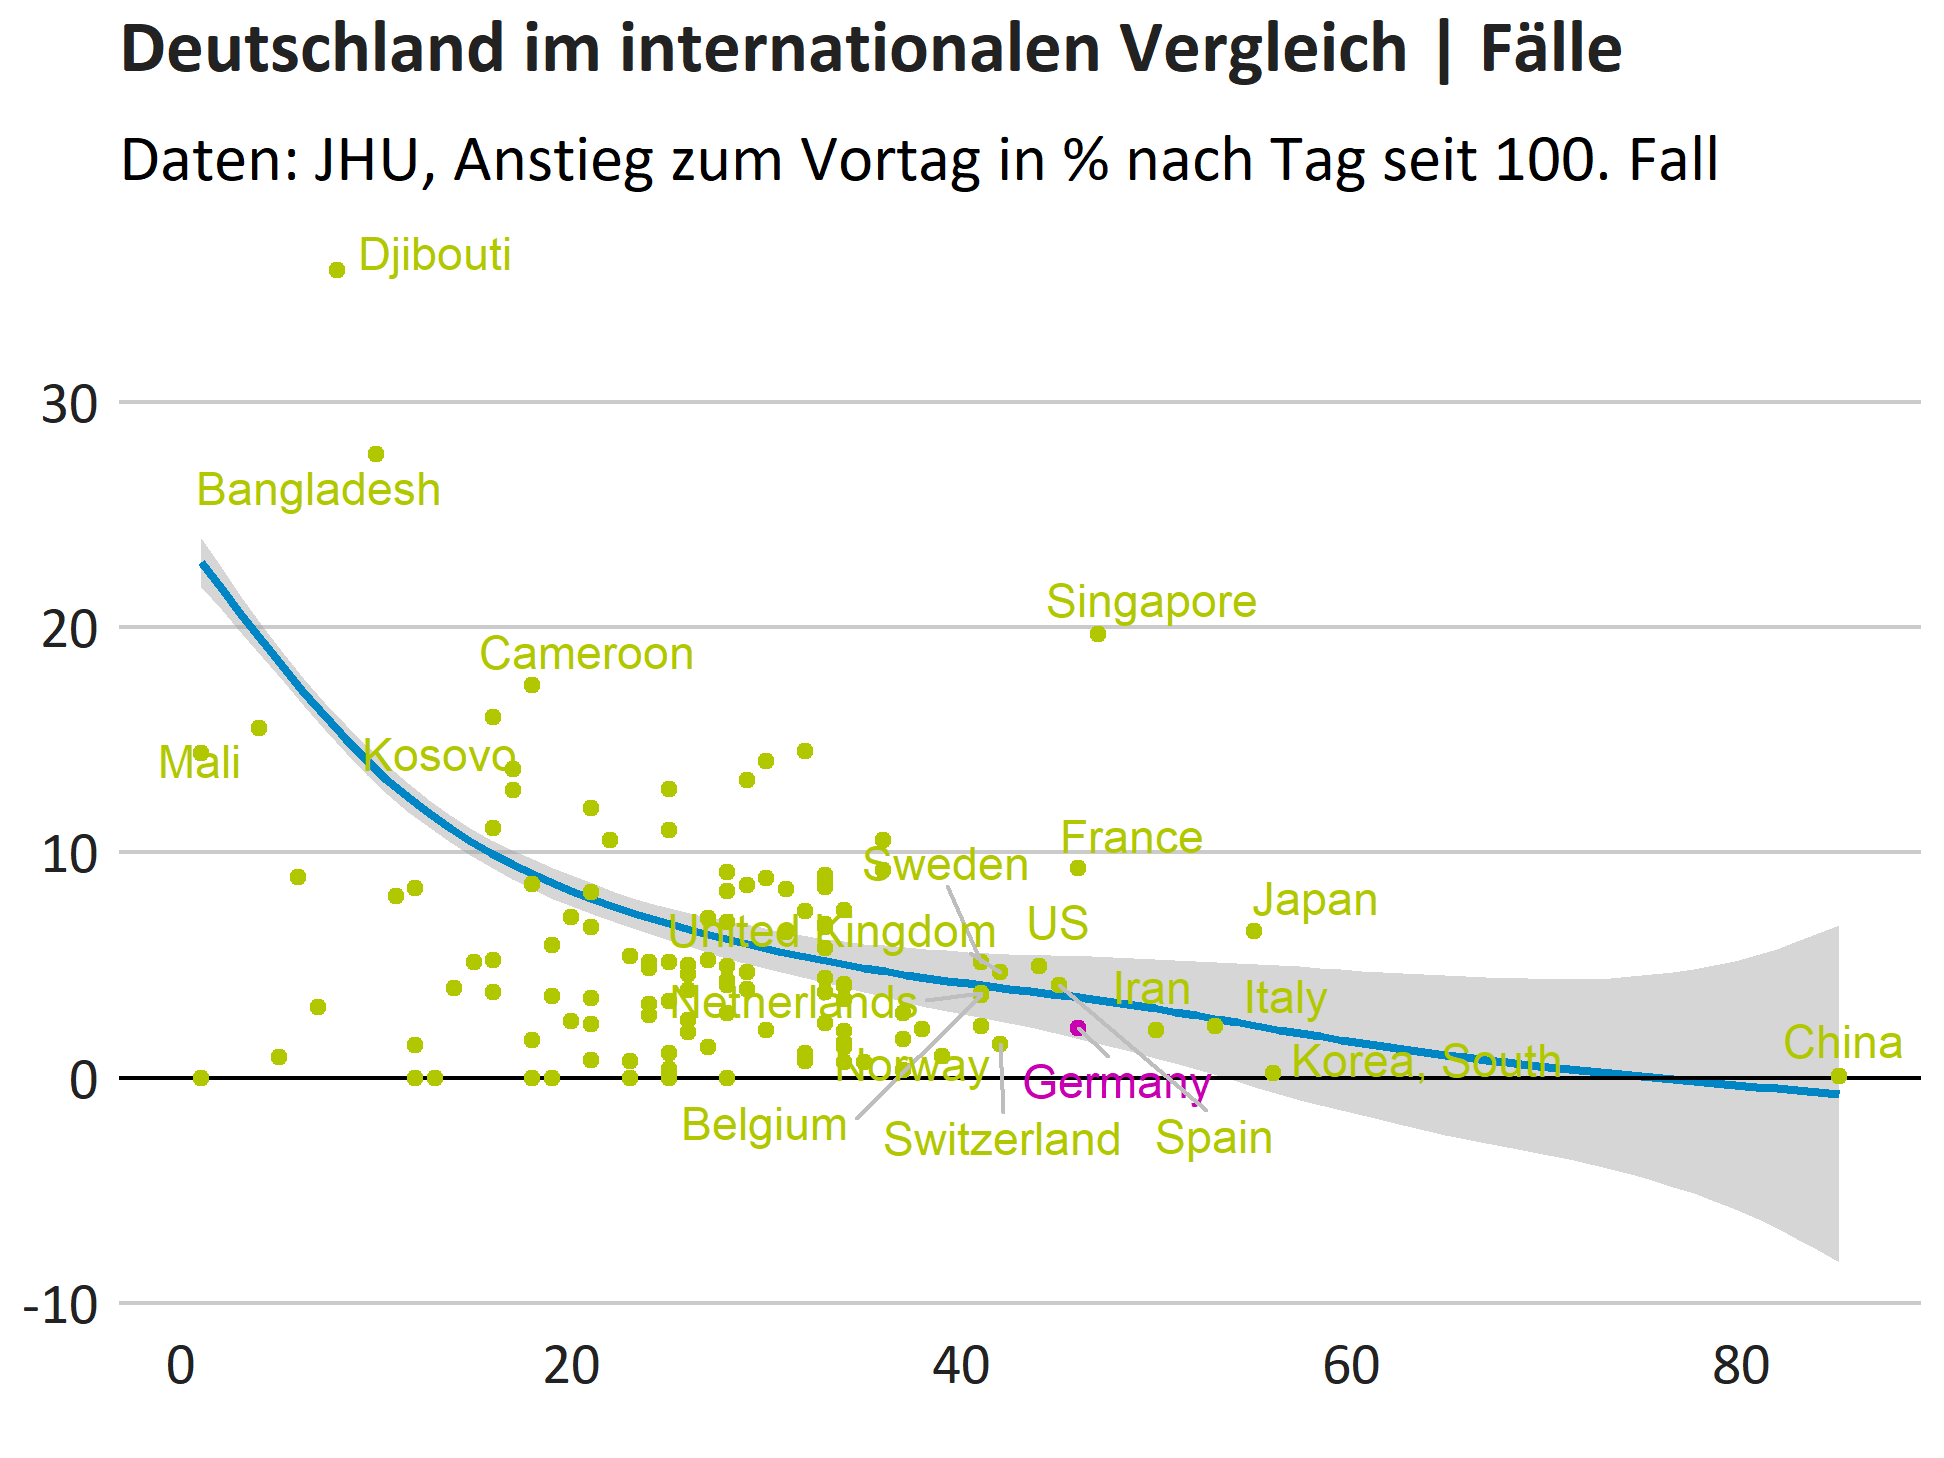 Deutschland im internationalen Vergleich | Fälle
Daten: JHU, Anstieg zum Vortag in % nach Tag seit 100. Fall
Djibouti
30
Bangladesh
Singapore
20
Cameroon
Mali
Kosovo
France
10
Sweden
Japan
United Kingdom
US
Netherlands
Iran
Italy
China
Norway
Korea, South
0
Germany
Belgium
Switzerland
Spain
-10
0
20
40
60
80